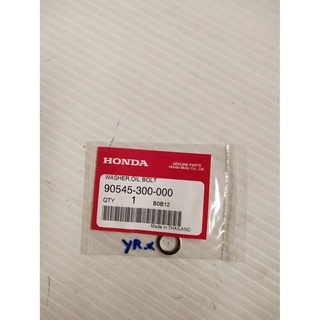 HONDA
GENUINE PARTS
Honda Motor Co., Ltd.
WASHER,OIL BOLT
90545-300-000
QTY 1 B0B12
Made in THAILAND
YR.x